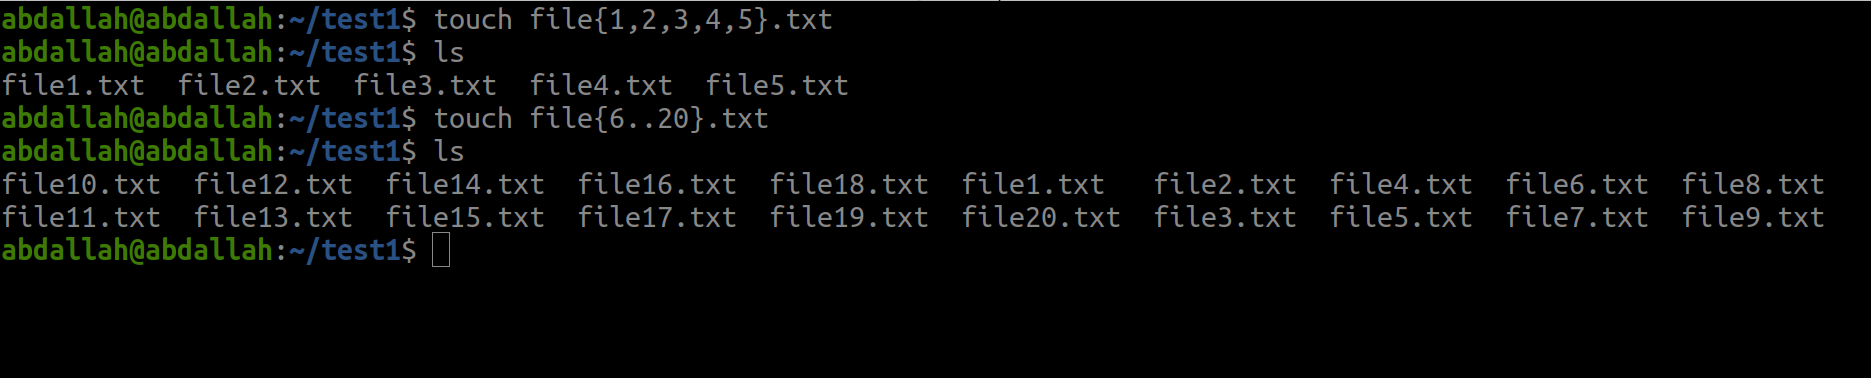 abdallah@abdallah:~/test1$ touch file{1,2,3,4,5}.txt
abdallah@abdallah:~/test1$ ls
file1.txt  file2.txt  file3.txt  file4.txt  file5.txt
abdallah@abdallah:~/test1$ touch file{6..20}.txt
abdallah@abdallah:~/test1$ ls
file10.txt  file12.txt  file14.txt  file16.txt  file18.txt  file1.txt   file2.txt  file4.txt  file6.txt  file8.txt
file11.txt  file13.txt  file15.txt  file17.txt  file19.txt  file20.txt  file3.txt  file5.txt  file7.txt  file9.txt
abdallah@abdallah:~/test1$